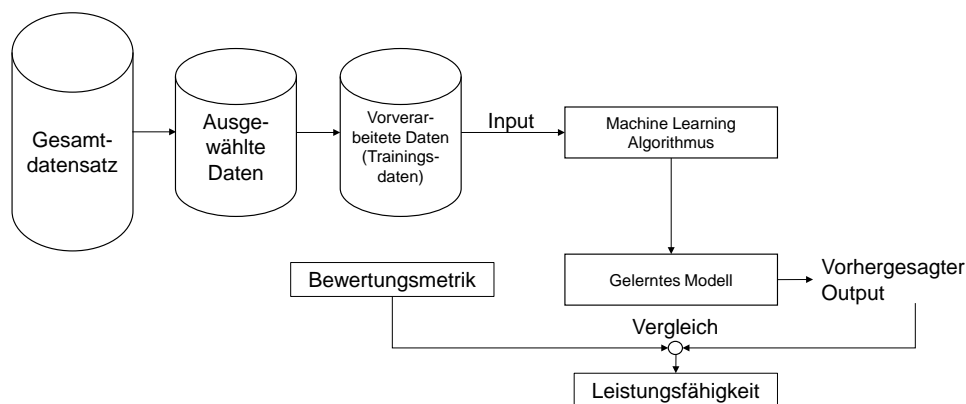 Gesamt-
datensatz
Ausge-
wählte
Daten
Vorverar-
beitete Daten
(Trainings-
daten)
Input
Machine Learning
Algorithmus
Gelerntes Modell
Vorhergesagter
Output
Bewertungsmetrik
Vergleich
Leistungsfähigkeit